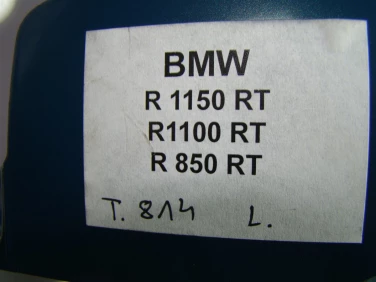 BMW
R 1150 RT
R1100 RT
R 850 RT
T. 814 L.